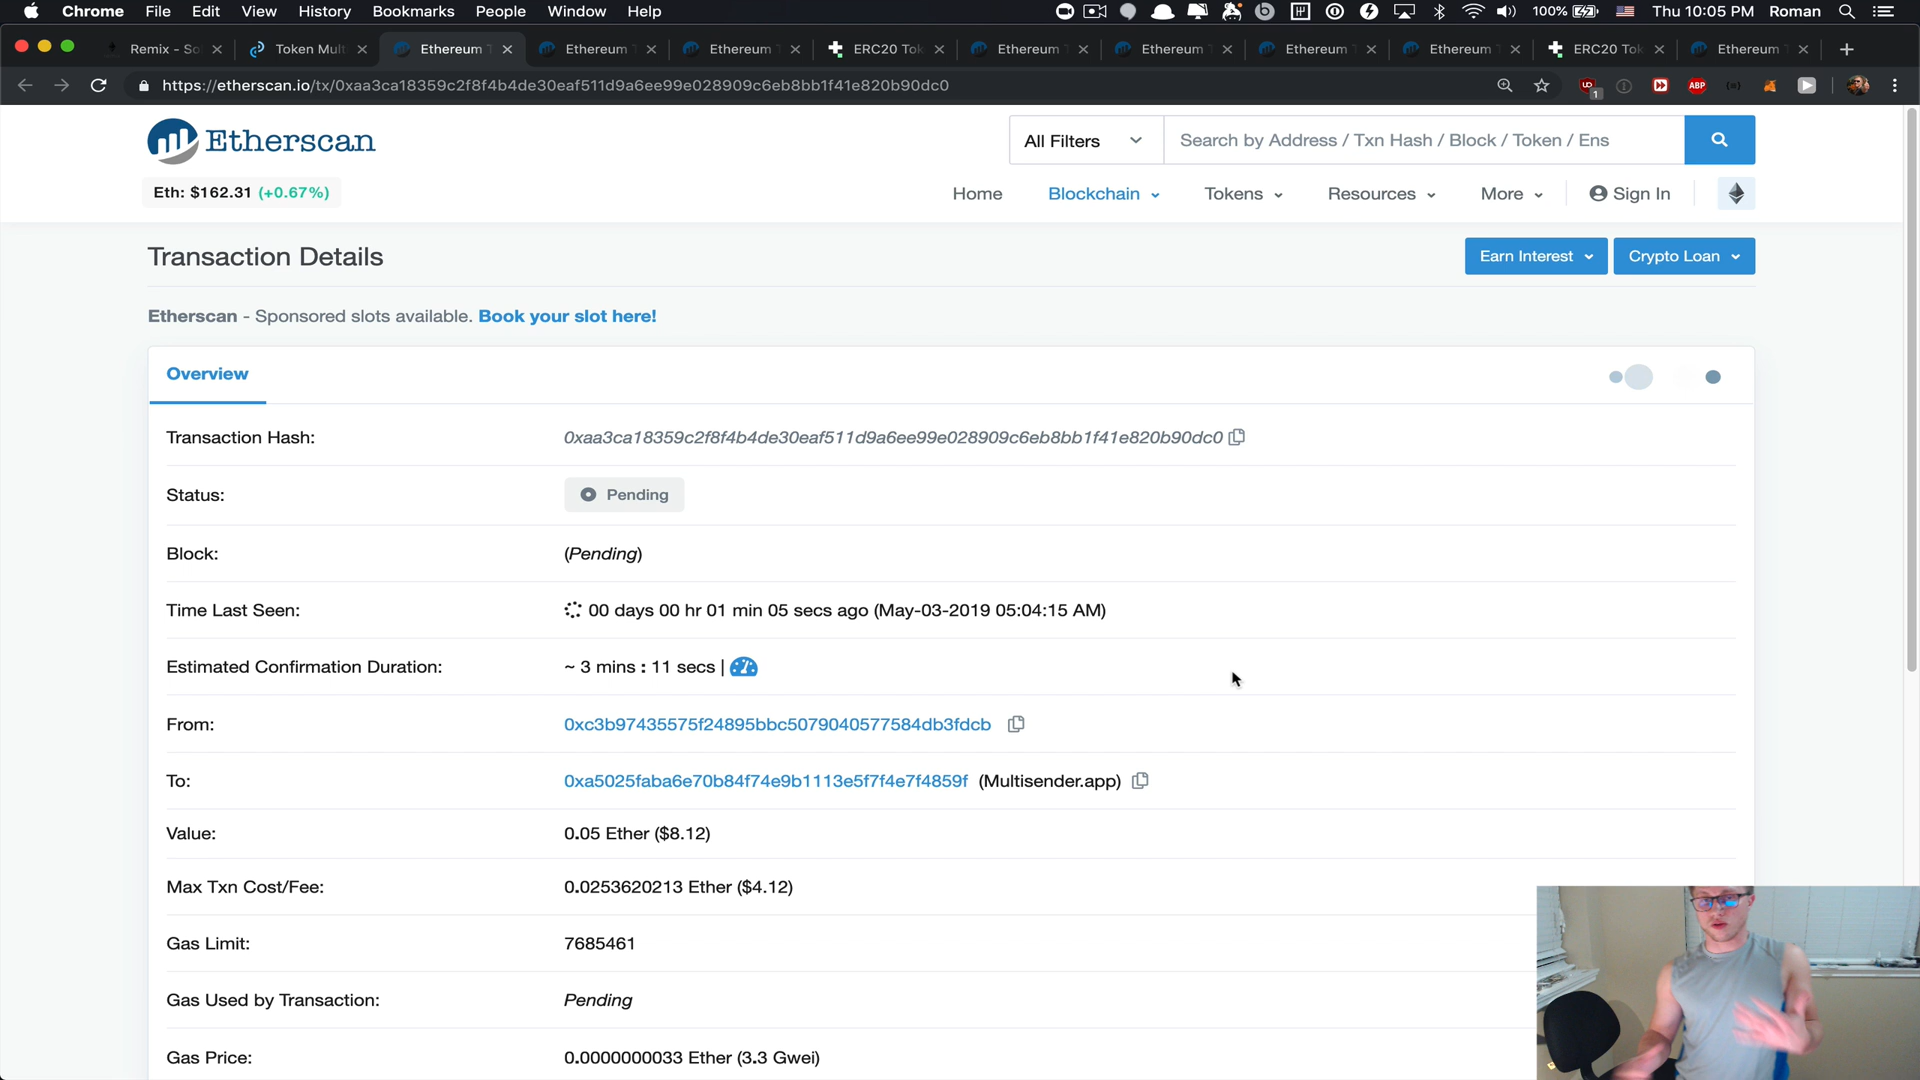 Chrome File Edit View History Bookmarks People Window Help 100% Thu 10:05 PM Roman
Remix - So Token Mult Ethereum T Ethereum T Ethereum T ERC20 Tok Ethereum T Ethereum T Ethereum T Ethereum T ERC20 Tok Ethereum T
https://etherscan.io/tx/0xaa3ca18359c2f8f4b4de30eaf511d9a6ee99e028909c6eb8bb1f41e820b90dc0
ABP
1
Etherscan
All Filters
Search by Address / Txn Hash / Block / Token / Ens
Eth: $162.31 (+0.67%)
Home Blockchain Tokens Resources More Sign In
Transaction Details
Earn Interest Crypto Loan
Etherscan - Sponsored slots available. Book your slot here!
Overview
Transaction Hash: 0xaa3ca18359c2f8f4b4de30eaf511d9a6ee99e028909c6eb8bb1f41e820b90dc0
Status: Pending
Block: (Pending)
Time Last Seen: 00 days 00 hr 01 min 05 secs ago (May-03-2019 05:04:15 AM)
Estimated Confirmation Duration: ~ 3 mins : 11 secs |
From: 0xc3b97435575f24895bbc5079040577584db3fdcb
To: 0xa5025faba6e70b84f74e9b1113e5f7f4e7f4859f (Multisender.app)
Value: 0.05 Ether ($8.12)
Max Txn Cost/Fee: 0.0253620213 Ether ($4.12)
Gas Limit: 7685461
Gas Used by Transaction: Pending
Gas Price: 0.0000000033 Ether (3.3 Gwei)